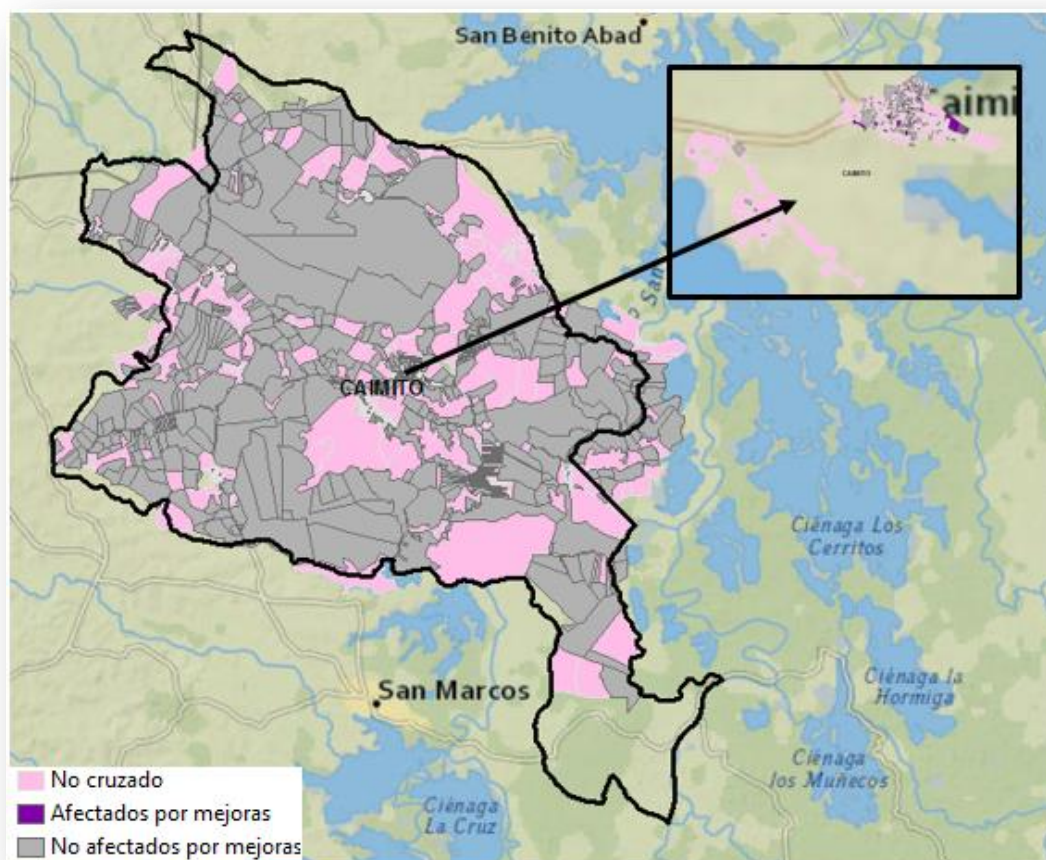 San Benito Abad
aimi
CAIMITO
CAIMITO
San Marcos
Ciénaga Los
Cerritos
Ciénaga la
Hormiga
Ciénaga
los Muñecos
Ciénaga
La Cruz
No cruzado
Afectados por mejoras
No afectados por mejoras